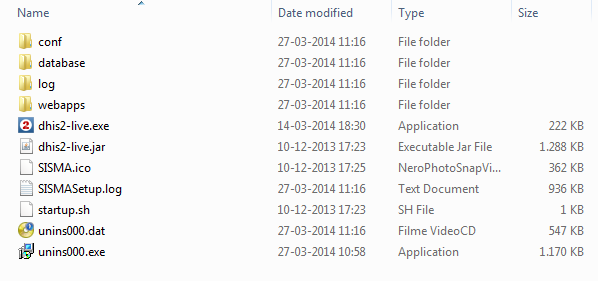 Name Date modified Type Size
conf 27-03-2014 11:16 File folder
database 27-03-2014 11:16 File folder
log 27-03-2014 11:16 File folder
webapps 27-03-2014 11:16 File folder
dhis2-live.exe 14-03-2014 18:30 Application 222 KB
dhis2-live.jar 10-12-2013 17:23 Executable Jar File 1.288 KB
SISMA.ico 10-12-2013 17:25 NeroPhotoSnapVi... 362 KB
SISMASetup.log 27-03-2014 11:16 Text Document 936 KB
startup.sh 10-12-2013 17:23 SH File 1 KB
unins000.dat 27-03-2014 11:16 Filme VideoCD 547 KB
unins000.exe 27-03-2014 10:58 Application 1.170 KB